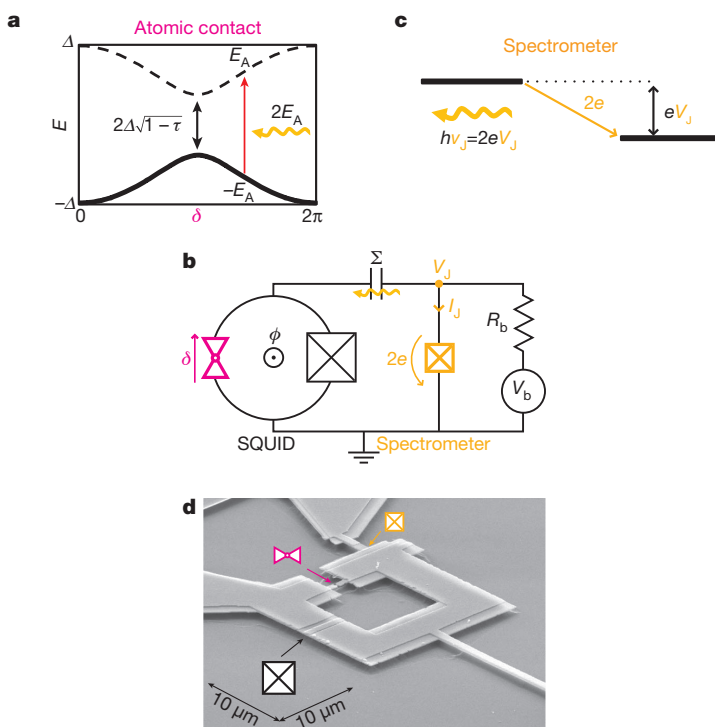 a
Atomic contact
Δ
E
E_A
2Δ√1 − τ
2E_A
−E_A
−Δ
0
δ
2π
c
Spectrometer
2e
eV_J
hν_J=2eV_J
b
Σ
V_J
I_J
R_b
ϕ
δ
2e
V_b
SQUID
Spectrometer
d
10 µm
10 µm